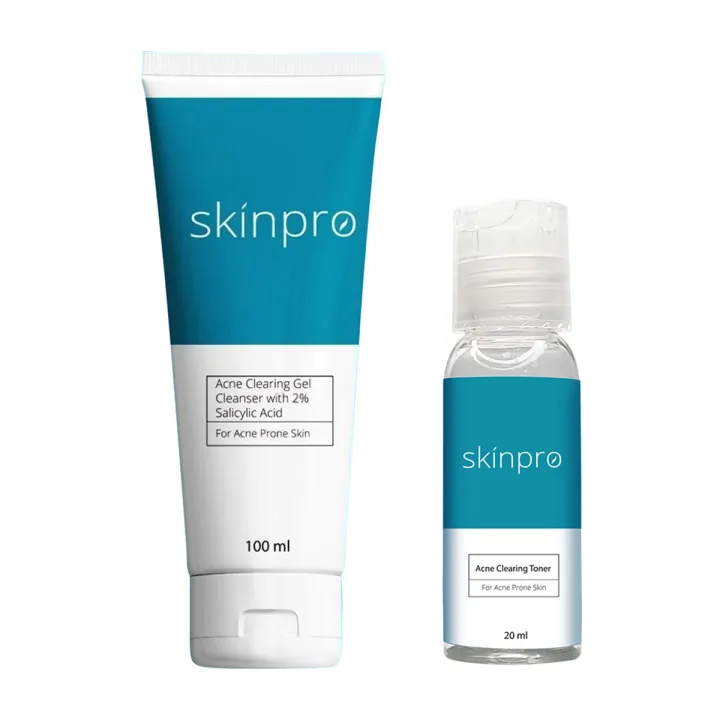 skinpro
Acne Clearing Gel
Cleanser with 2%
Salicylic Acid
For Acne Prone Skin
100 ml
skinpro
Acne Clearing Toner
For Acne Prone Skin
20 ml